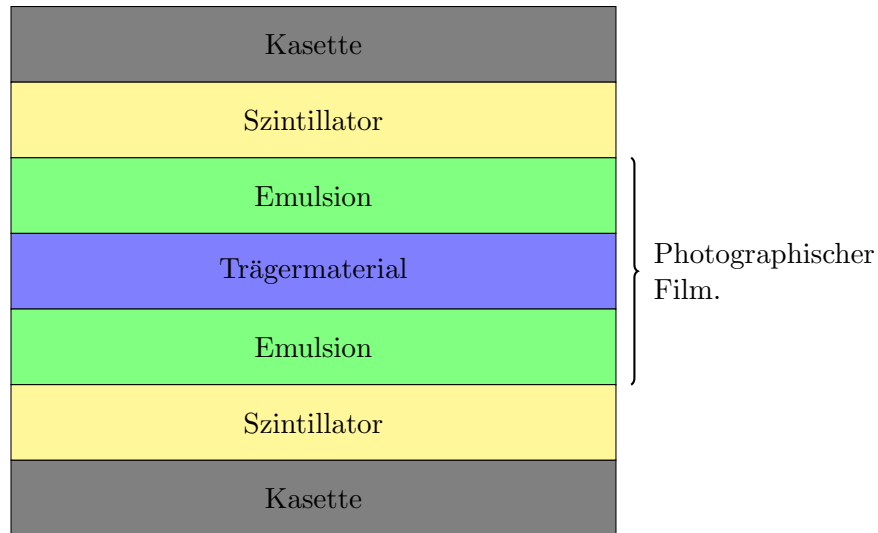 Kasette
Szintillator
Emulsion
Trägermaterial
Photographischer
Film.
Emulsion
Szintillator
Kasette